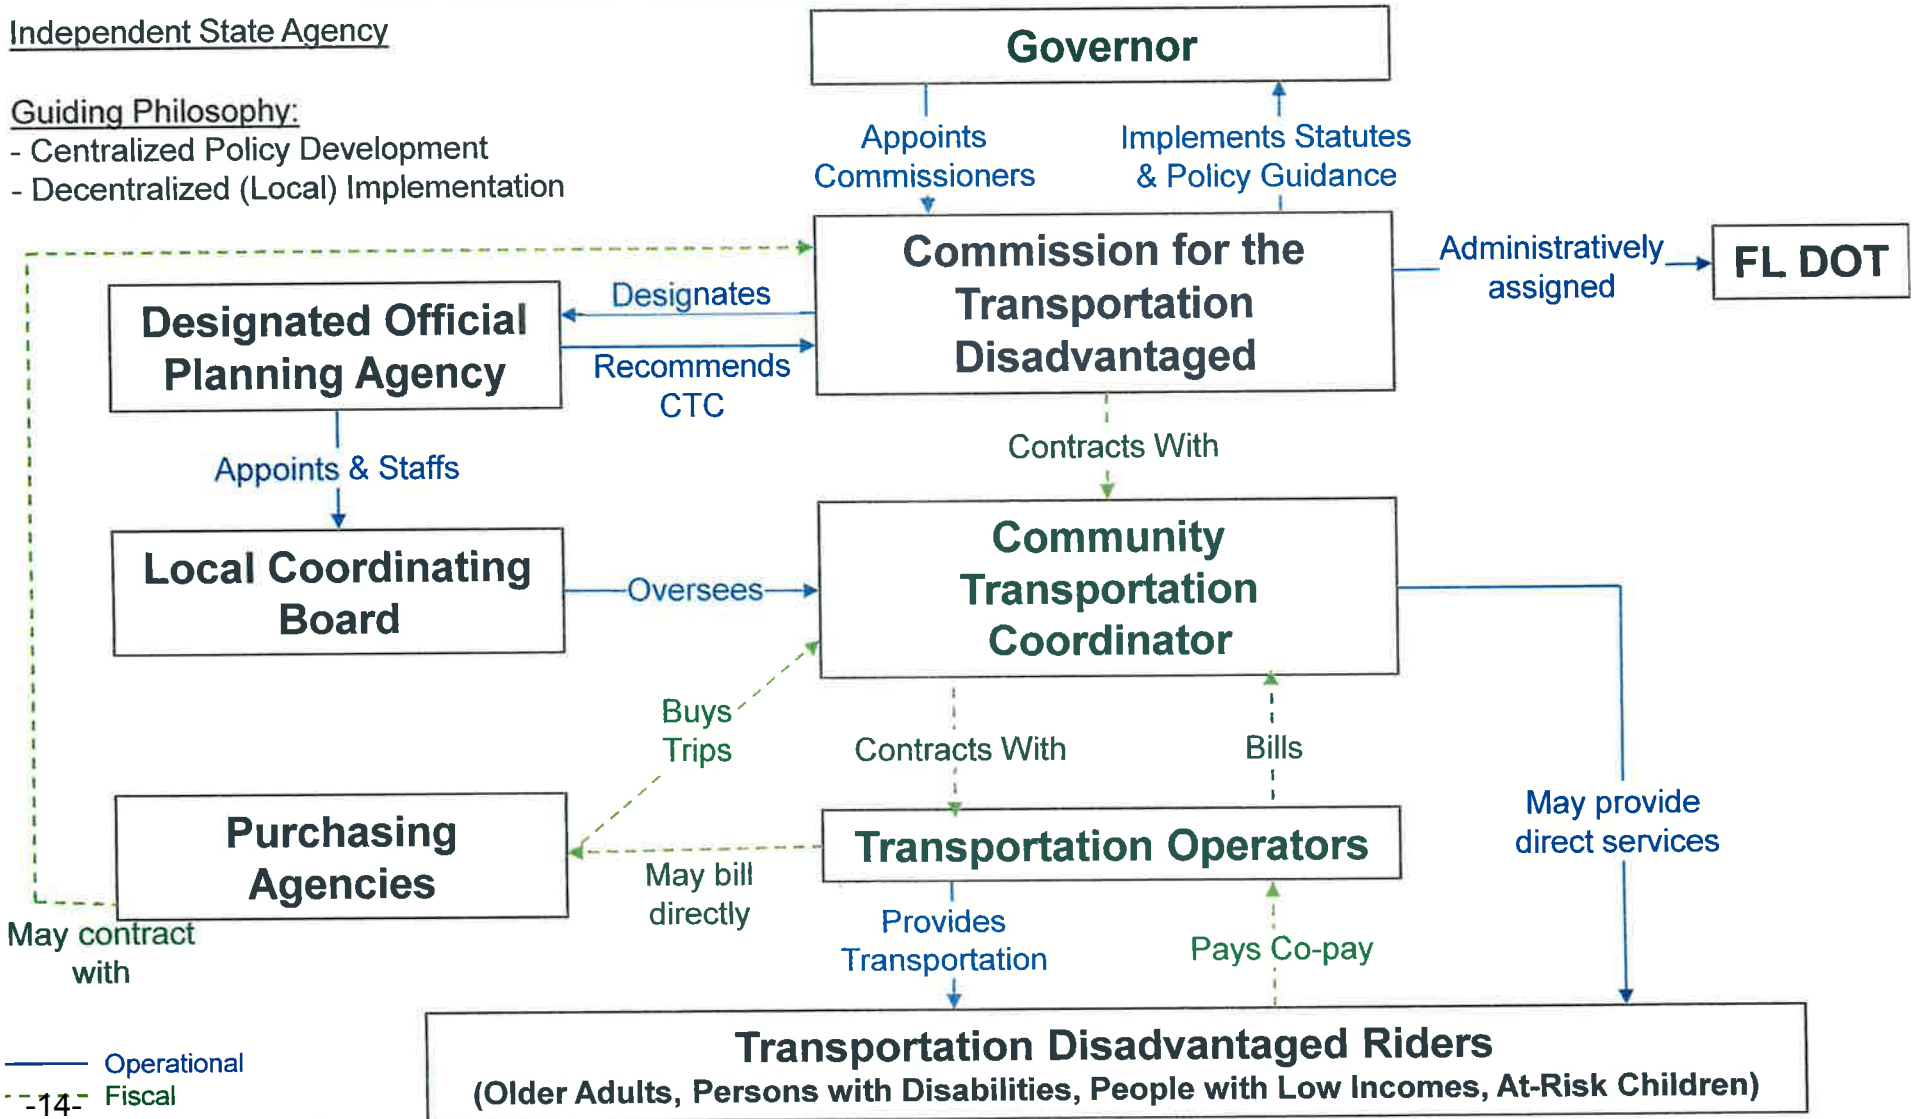 Independent State Agency
Guiding Philosophy:
- Centralized Policy Development
- Decentralized (Local) Implementation
Governor
Appoints
Commissioners
Implements Statutes
& Policy Guidance
Commission for the
Transportation
Disadvantaged
Administratively
assigned
FL DOT
Designated Official
Planning Agency
Designates
Recommends
CTC
Appoints & Staffs
Contracts With
Local Coordinating
Board
Oversees
Community
Transportation
Coordinator
Buys
Trips
Contracts With
Bills
May provide
direct services
Purchasing
Agencies
May bill
directly
Transportation Operators
May contract
with
Provides
Transportation
Pays Co-pay
Transportation Disadvantaged Riders
(Older Adults, Persons with Disabilities, People with Low Incomes, At-Risk Children)
Operational
Fiscal
-14-